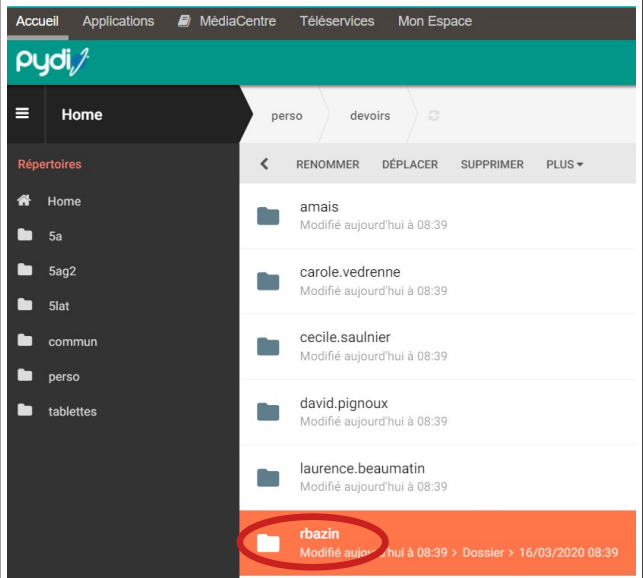 Accueil Applications MédiaCentre Téléservices Mon Espace
pydi
Home perso devoirs
Répertoires
RENOMMER DÉPLACER SUPPRIMER PLUS
Home
5a
5ag2
5lat
commun
perso
tablettes
amais
Modifié aujourd'hui à 08:39
carole.vedrenne
Modifié aujourd'hui à 08:39
cecile.saulnier
Modifié aujourd'hui à 08:39
david.pignoux
Modifié aujourd'hui à 08:39
laurence.beaumatin
Modifié aujourd'hui à 08:39
rbazin
Modifié aujourd'hui à 08:39 > Dossier > 16/03/2020 08:39